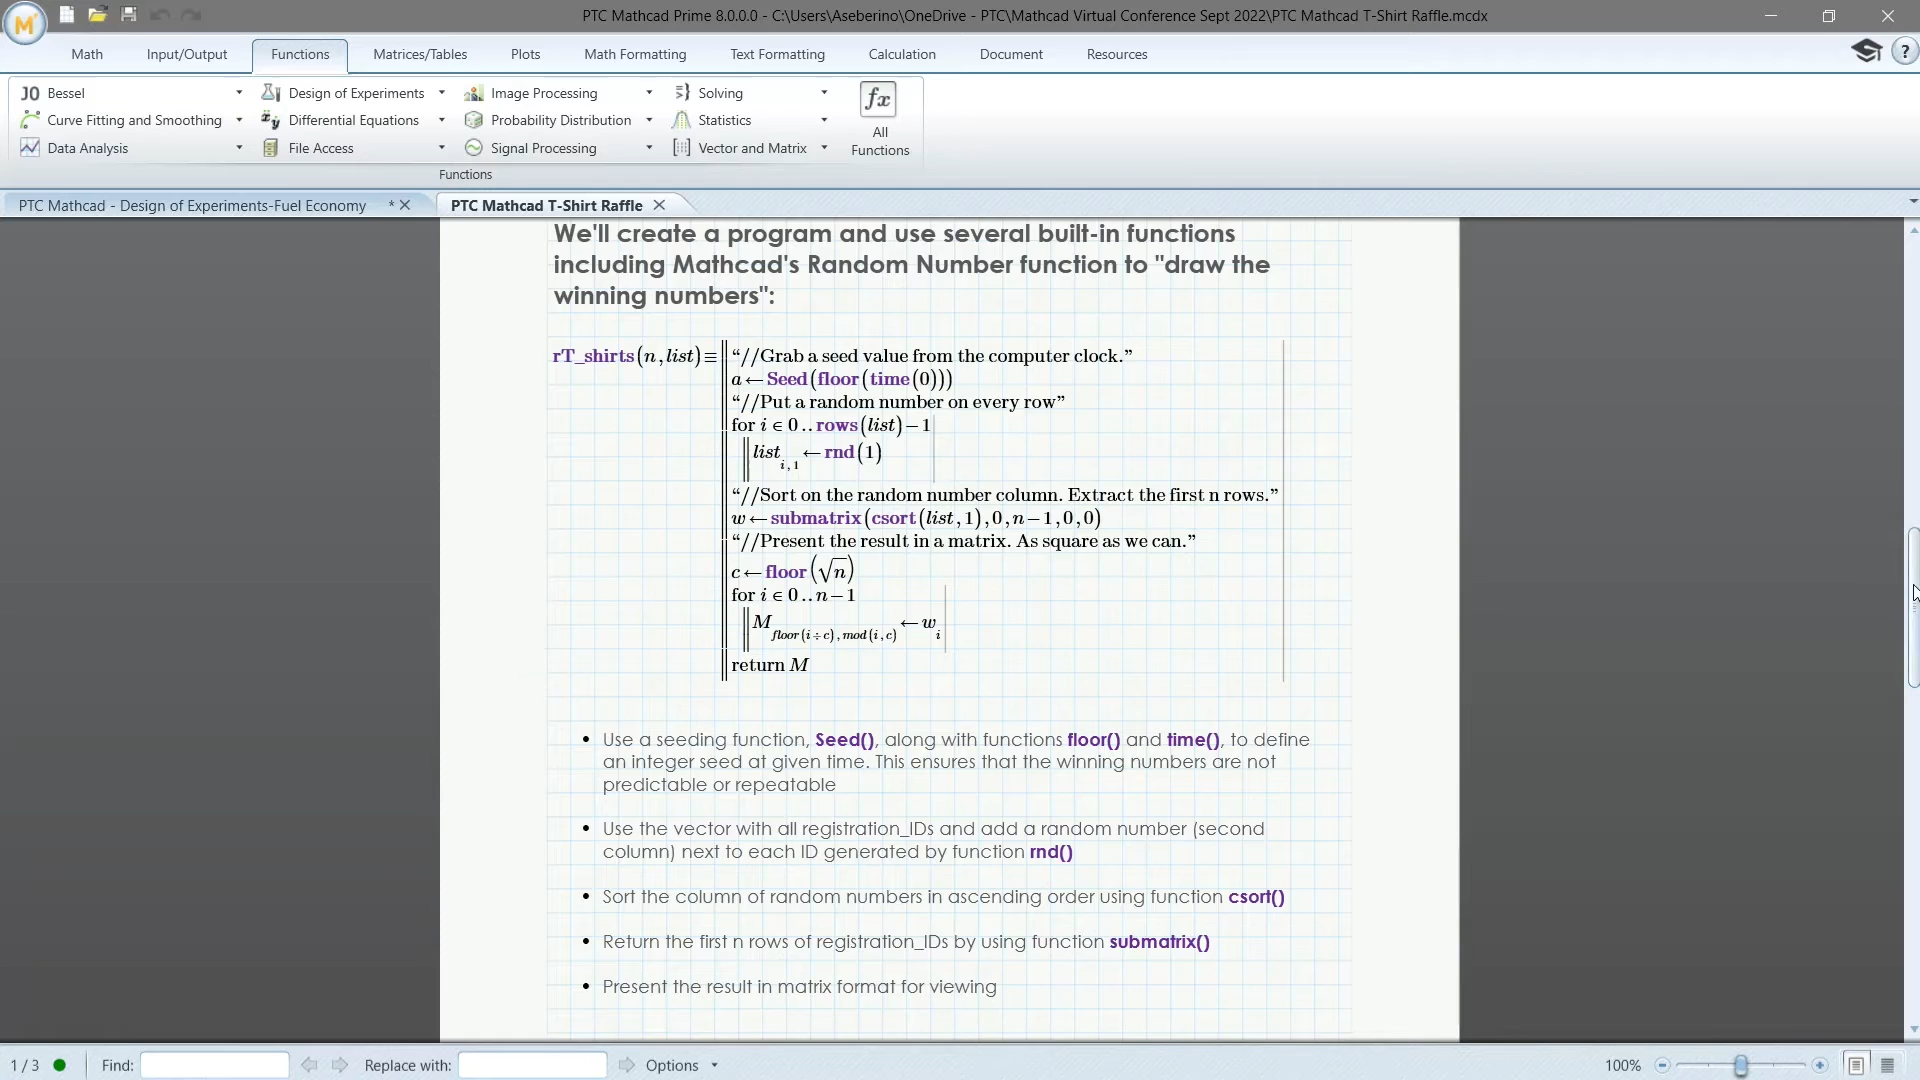 PTC Mathcad Prime 8.0.0.0 - C:\Users\Aseberino\OneDrive - PTC\Mathcad Virtual Conference Sept 2022\PTC Mathcad T-Shirt Raffle.mcdx
Math Input/Output Functions Matrices/Tables Plots Math Formatting Text Formatting Calculation Document Resources
Bessel Design of Experiments Image Processing Solving
Curve Fitting and Smoothing Differential Equations Probability Distribution Statistics
Data Analysis File Access Signal Processing Vector and Matrix
fx All Functions
Functions
PTC Mathcad - Design of Experiments-Fuel Economy * PTC Mathcad T-Shirt Raffle
We'll create a program and use several built-in functions
including Mathcad's Random Number function to "draw the
winning numbers":
rT_shirts(n,list)≡ “//Grab a seed value from the computer clock.”
a←Seed(floor(time(0)))
“//Put a random number on every row”
for i∈0..rows(list)−1
list i,1 ←rnd(1)
“//Sort on the random number column. Extract the first n rows.”
w←submatrix(csort(list,1),0,n−1,0,0)
“//Present the result in a matrix. As square as we can.”
c←floor(√n)
for i∈0..n−1
M floor(i÷c),mod(i,c) ←w i
return M
• Use a seeding function, Seed(), along with functions floor() and time(), to define
an integer seed at given time. This ensures that the winning numbers are not
predictable or repeatable
• Use the vector with all registration_IDs and add a random number (second
column) next to each ID generated by function rnd()
• Sort the column of random numbers in ascending order using function csort()
• Return the first n rows of registration_IDs by using function submatrix()
• Present the result in matrix format for viewing
1 / 3 Find: Replace with: Options 100%